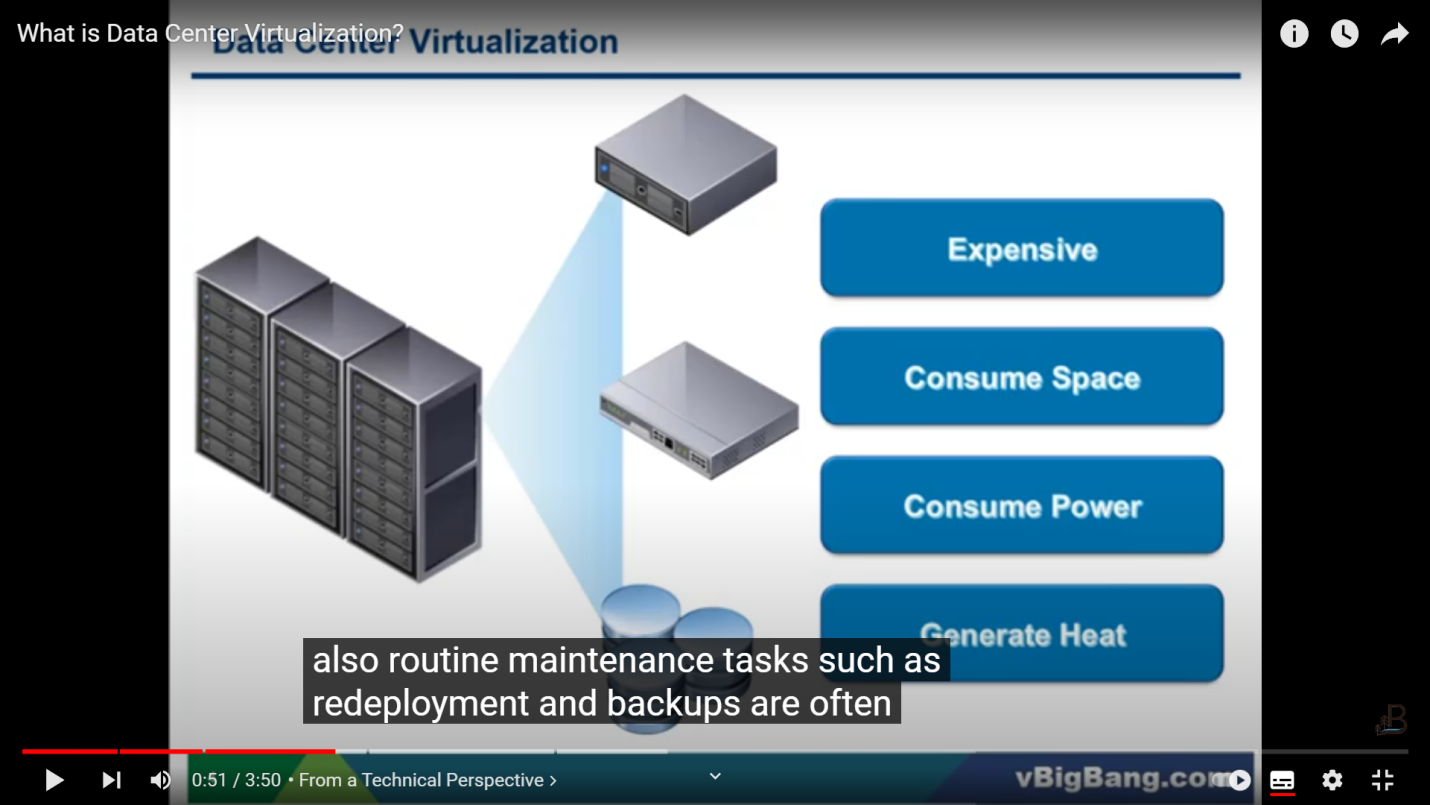 What is Data Center Virtualization?
Data Center Virtualization
Expensive
Consume Space
Consume Power
Generate Heat
also routine maintenance tasks such as
redeployment and backups are often
B
0:51 / 3:50 • From a Technical Perspective ›
vBigBang.com